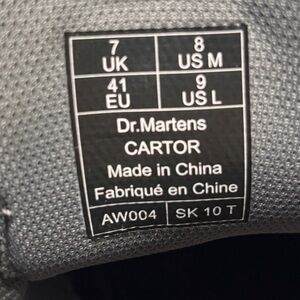 7 8
UK US M
41 9
EU US L
Dr.Martens
CARTOR
Made in China
Fabriqué en Chine
AW004 SK 10 T